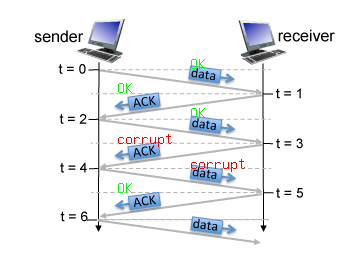 sender receiver
OK
t = 0 data
OK t = 1
ACK
OK
t = 2 data
corrupt t = 3
ACK
corrupt
t = 4 data
OK t = 5
ACK
t = 6 data